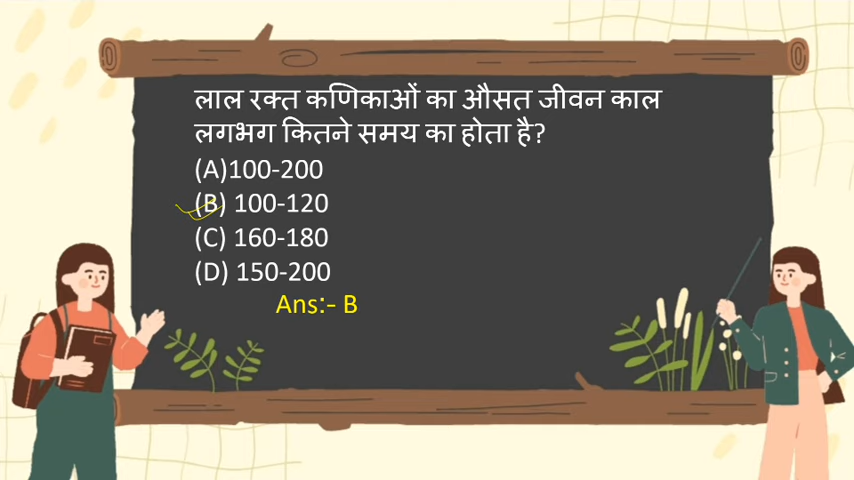 लाल रक्त कणिकाओं का औसत जीवन काल
लगभग कितने समय का होता है?
(A)100-200
(B) 100-120
(C) 160-180
(D) 150-200
Ans:- B